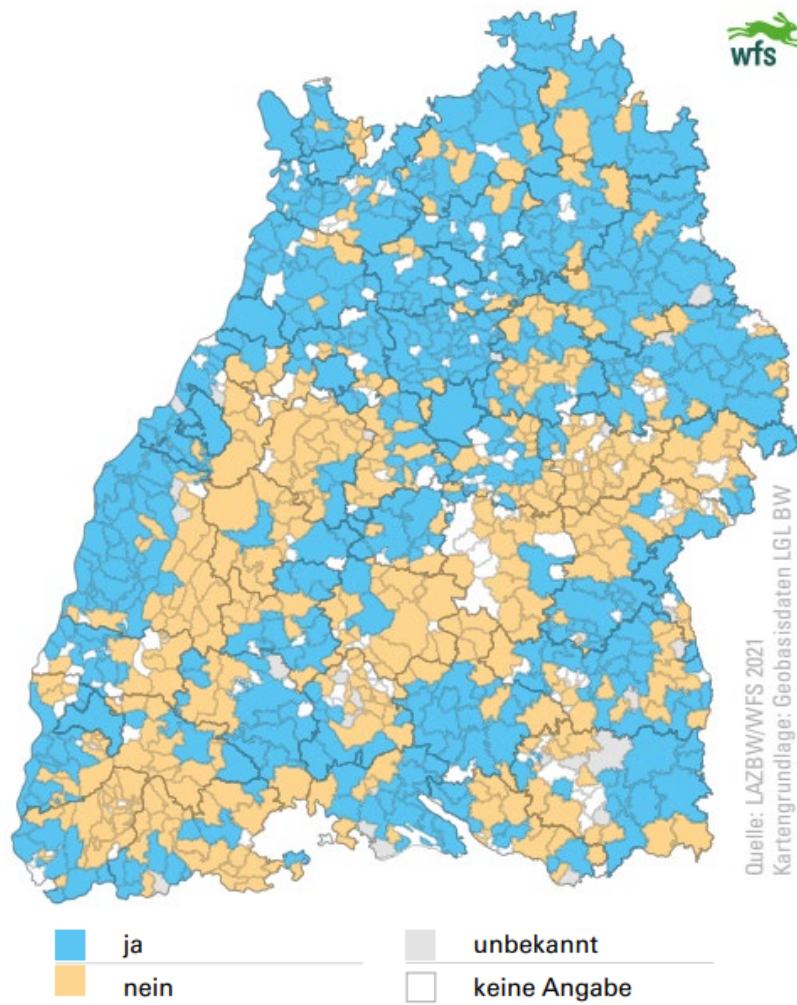 wfs
Quelle: LAZBW/WFS 2021
Kartengrundlage: Geobasisdaten LGL BW
ja
unbekannt
nein
keine Angabe